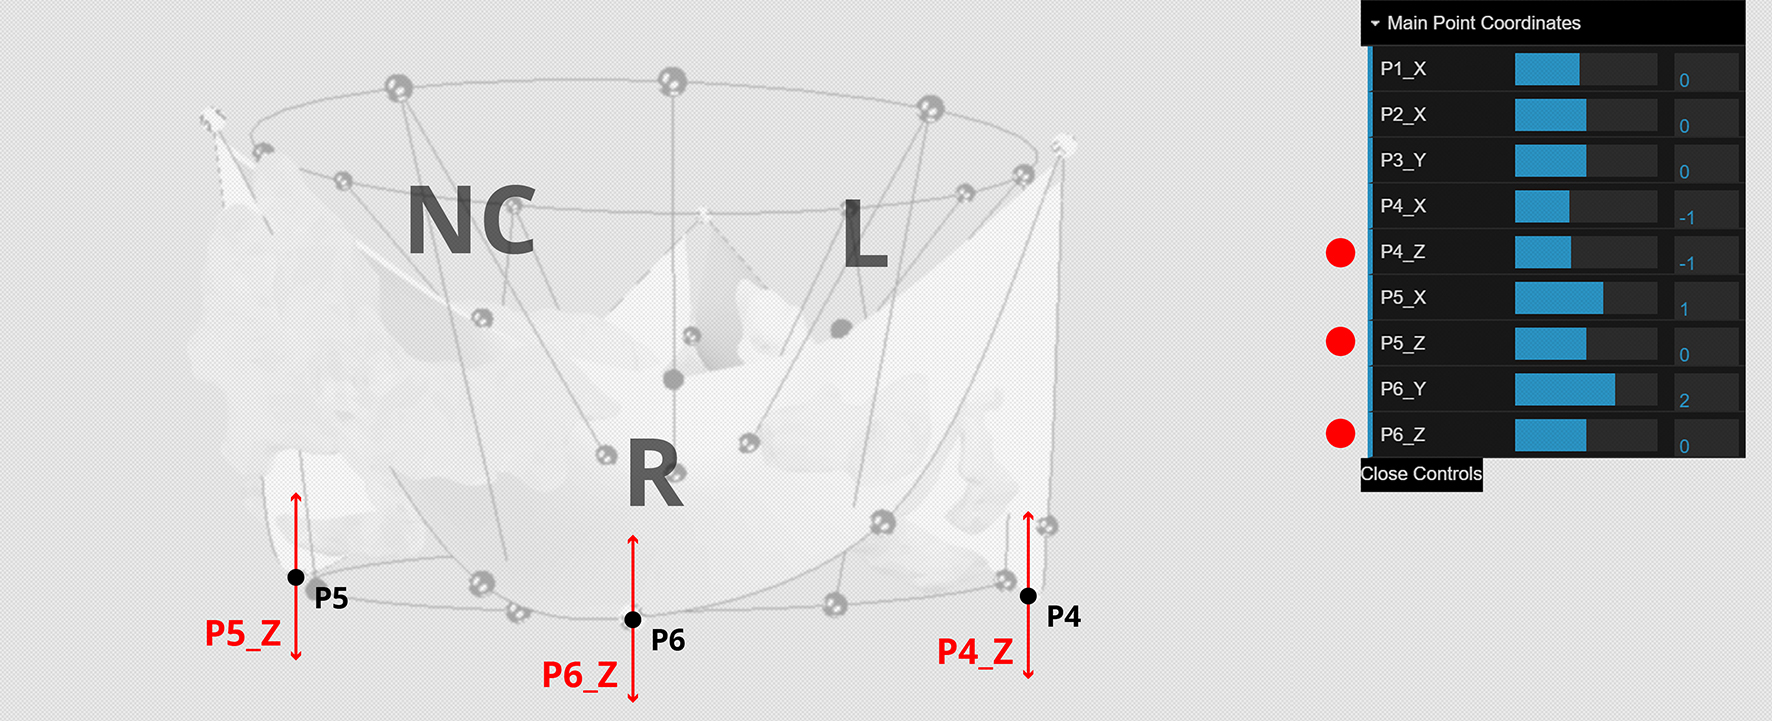 NC
L
R
P5
P5_Z
P6
P6_Z
P4
P4_Z
Main Point Coordinates
P1_X 0
P2_X 0
P3_Y 0
P4_X -1
P4_Z -1
P5_X 1
P5_Z 0
P6_Y 2
P6_Z 0
Close Controls